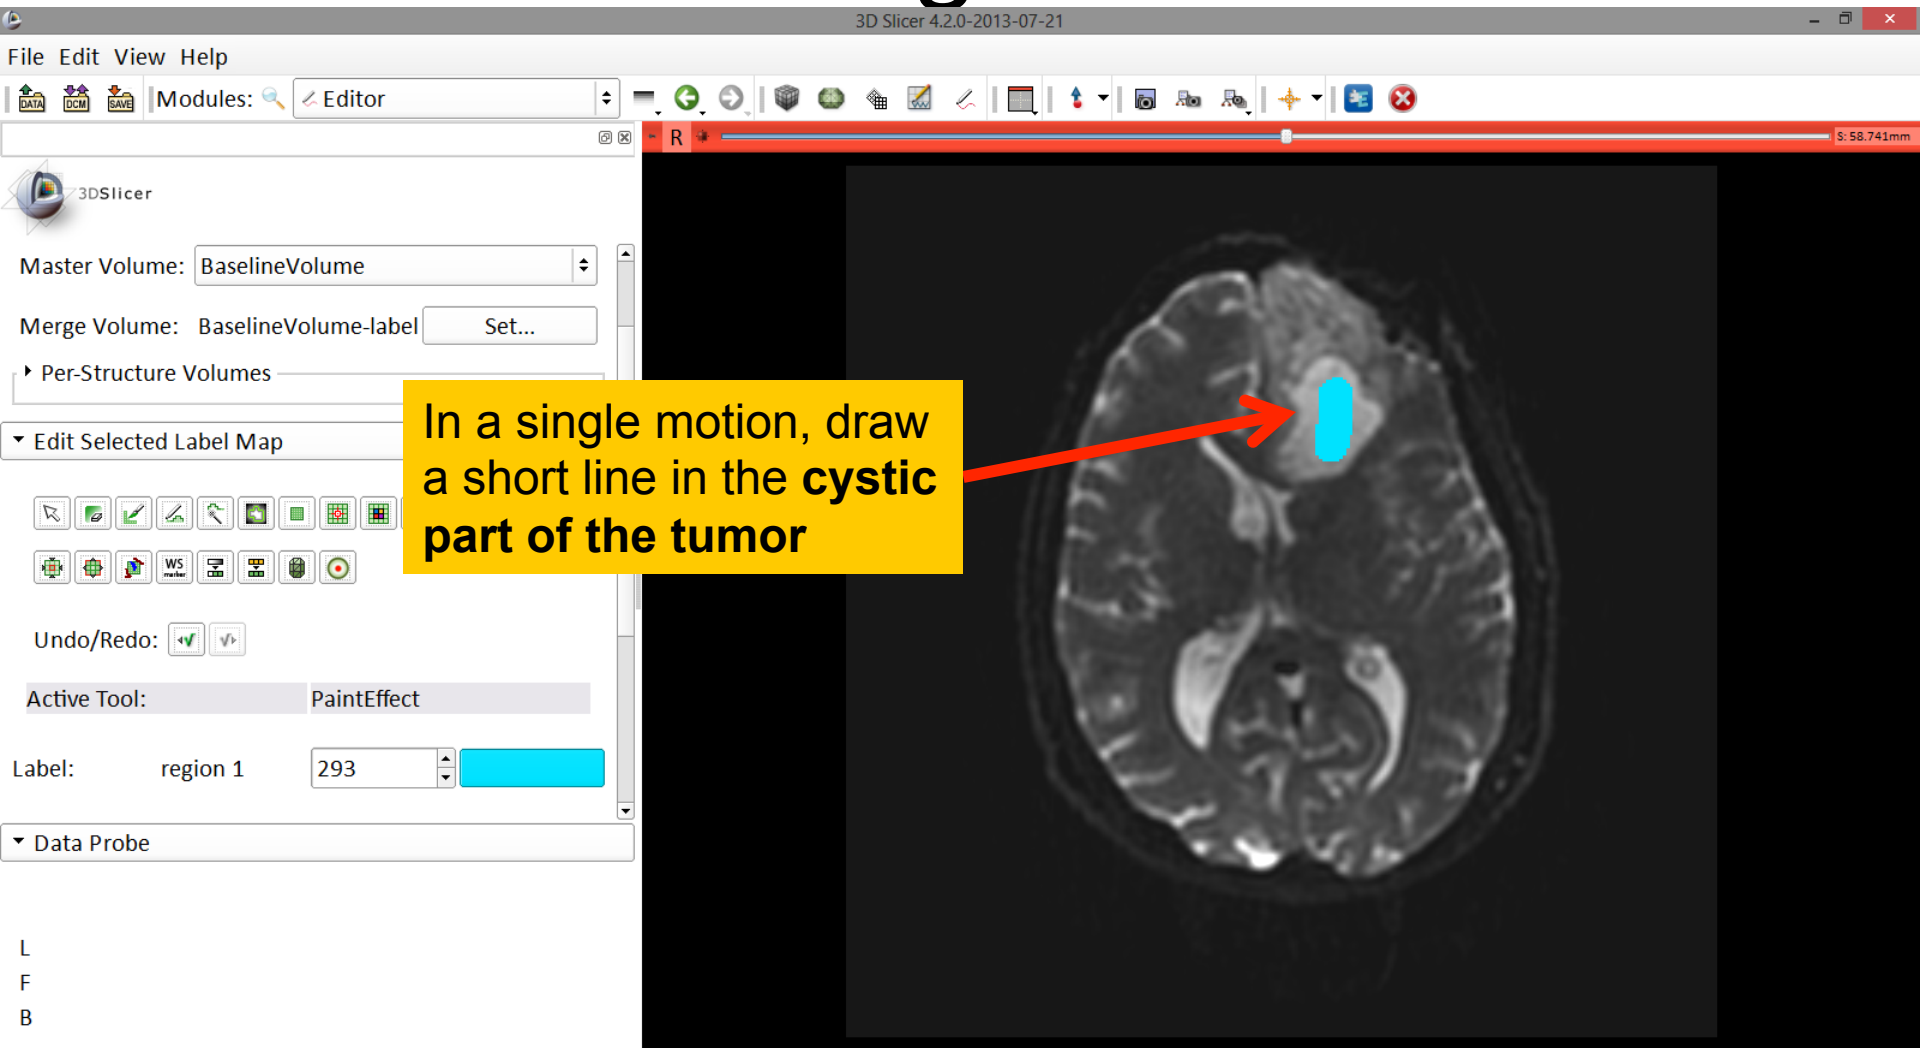 3D Slicer 4.2.0-2013-07-21
File Edit View Help
DATA DCM SAVE Modules: Editor
R S: 58.741mm
3DSlicer
Master Volume: BaselineVolume
Merge Volume: BaselineVolume-label Set...
Per-Structure Volumes
In a single motion, draw
a short line in the cystic
part of the tumor
Edit Selected Label Map
WS
marker
Undo/Redo:
Active Tool: PaintEffect
Label: region 1 293
Data Probe
L
F
B